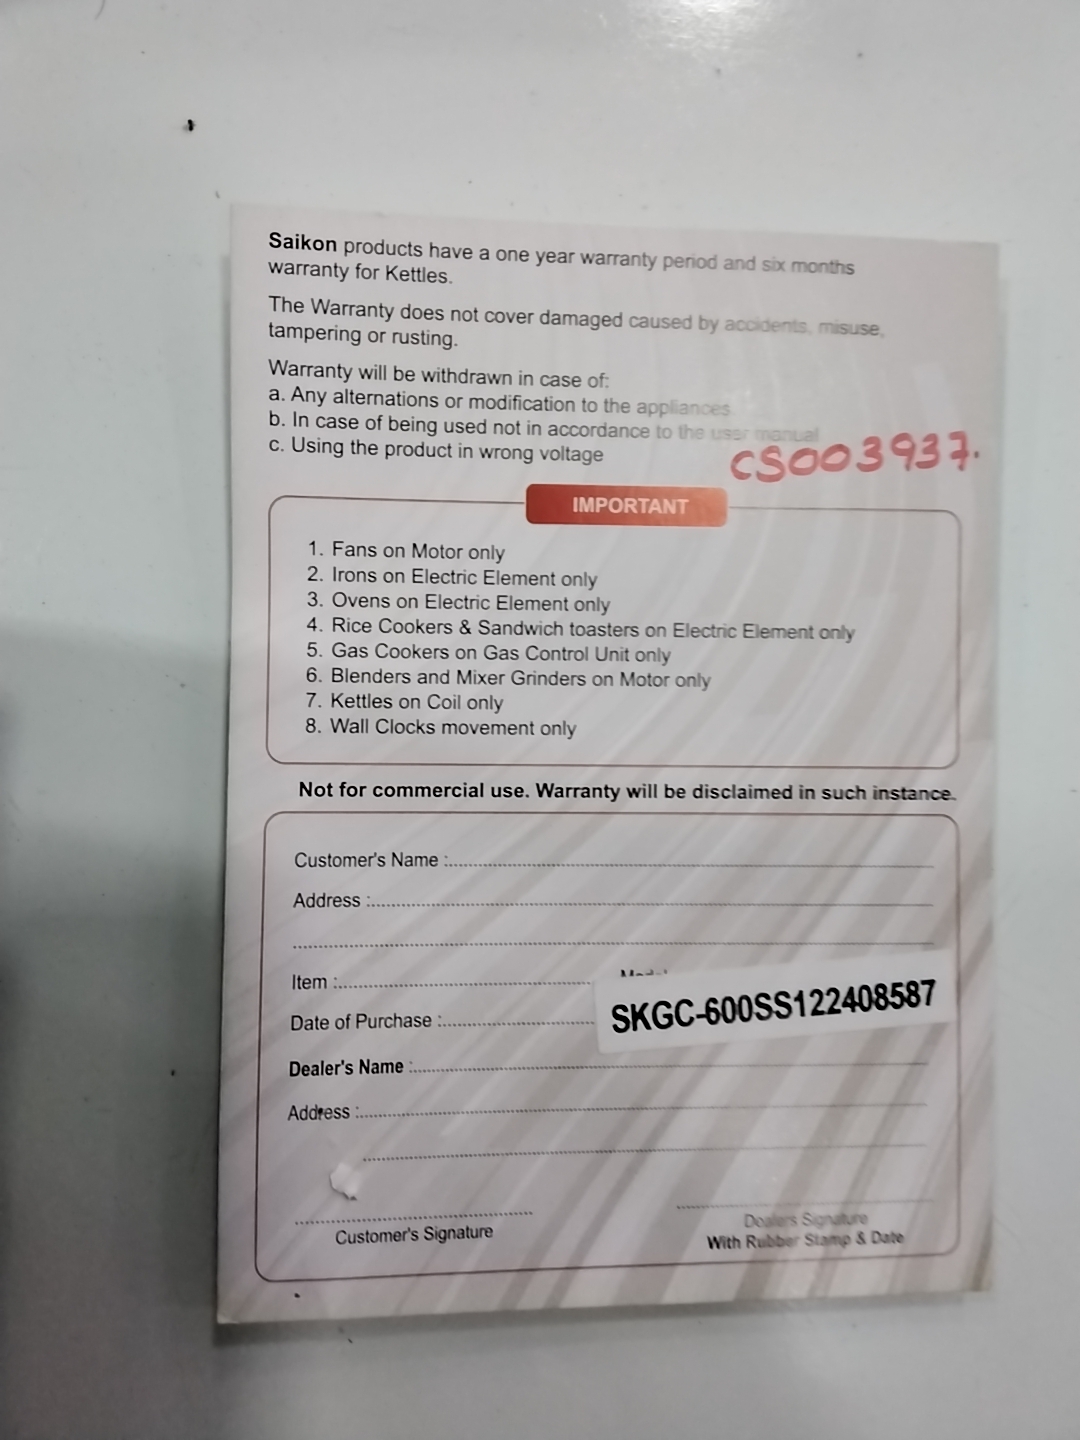 Saikon products have a one year warranty period and six months
warranty for Kettles.
The Warranty does not cover damaged caused by accidents, misuse,
tampering or rusting.
Warranty will be withdrawn in case of:
a. Any alternations or modification to the appliances
b. In case of being used not in accordance to the user manual
c. Using the product in wrong voltage
CS003937.
IMPORTANT
1. Fans on Motor only
2. Irons on Electric Element only
3. Ovens on Electric Element only
4. Rice Cookers & Sandwich toasters on Electric Element only
5. Gas Cookers on Gas Control Unit only
6. Blenders and Mixer Grinders on Motor only
7. Kettles on Coil only
8. Wall Clocks movement only
Not for commercial use. Warranty will be disclaimed in such instance.
Customer's Name :
Address :
Item :
Date of Purchase :
SKGC-600SS122408587
Dealer's Name :
Address :
Customer's Signature
Dealers Signature
With Rubber Stamp & Date